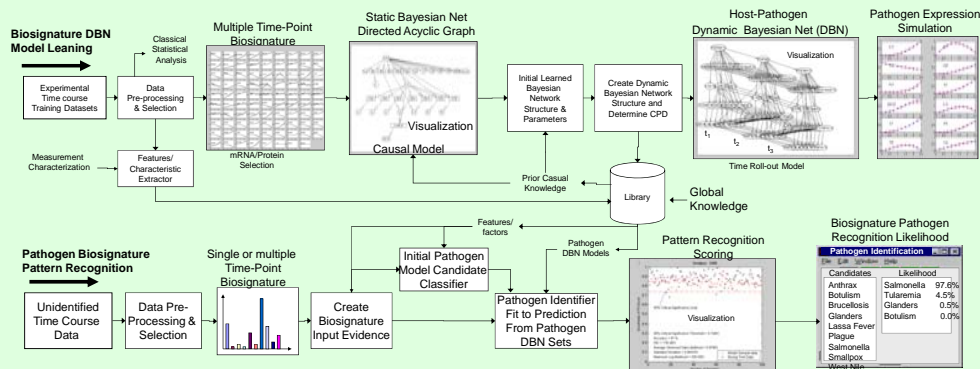 Biosignature DBN
Model Leaning
Classical
Statistical
Analysis
Multiple Time-Point
Biosignature
Static Bayesian Net
Directed Acyclic Graph
Host-Pathogen
Dynamic Bayesian Net (DBN)
Pathogen Expression
Simulation
Experimental
Time course
Training Datasets
Data
Pre-processing
& Selection
mRNA/Protein
Selection
Visualization
Causal Model
Initial Learned
Bayesian
Network
Structure &
Parameters
Create Dynamic
Bayesian Network
Structure and
Determine CPD
Visualization
t1
t2
t3
Time Roll-out Model
Measurement
Characterization
Features/
Characteristic
Extractor
Prior Casual
Knowledge
Library
Global
Knowledge
Pathogen Biosignature
Pattern Recognition
Single or multiple
Time-Point
Biosignature
Features/
factors
Initial Pathogen
Model Candidate
Classifier
Pathogen
DBN Models
Pattern Recognition
Scoring
Biosignature Pathogen
Recognition Likelihood
Unidentified
Time Course
Data
Data Pre-
Processing &
Selection
Create
Biosignature
Input Evidence
Pathogen Identifier
Fit to Prediction
From Pathogen
DBN Sets
Visualization
Pathogen Identification
File Edit Window Help
Candidates Likelihood
Anthrax Salmonella 97.6%
Botulism Tularemia 4.5%
Brucellosis Glanders 0.5%
Glanders Botulism 0.0%
Lassa Fever
Plague
Salmonella
Smallpox
West Nile